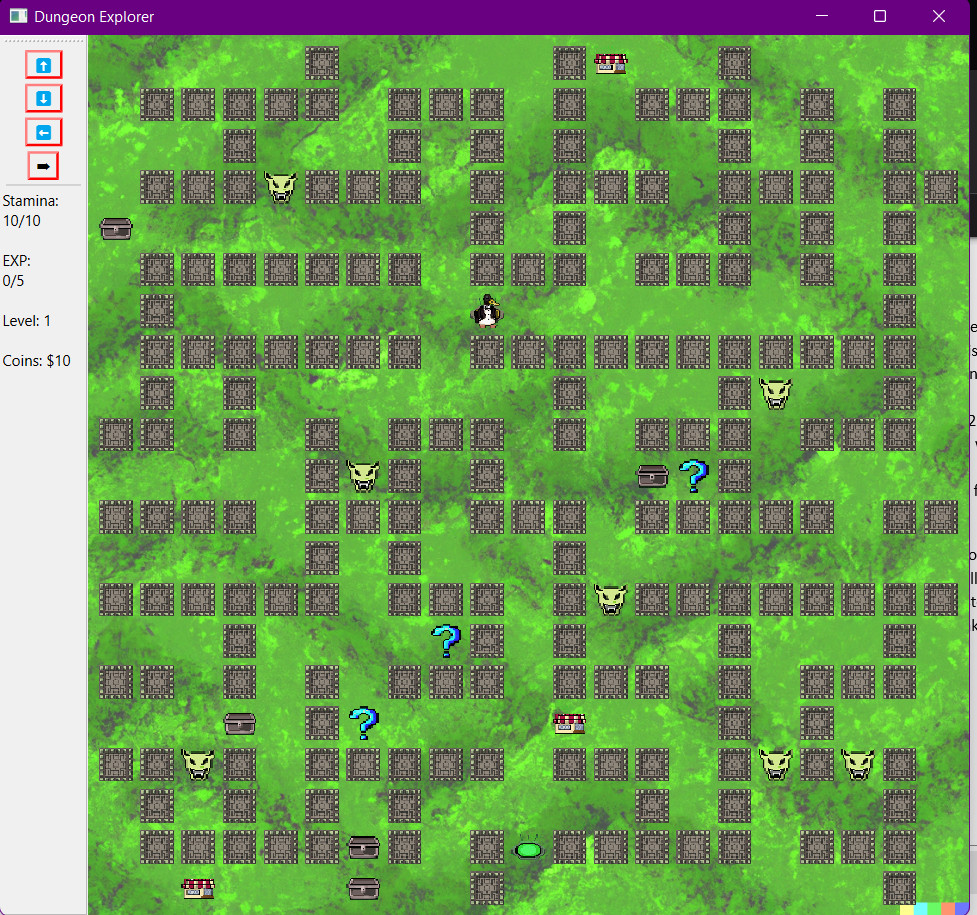 Dungeon Explorer
Stamina:
10/10
EXP:
0/5
Level: 1
Coins: $10